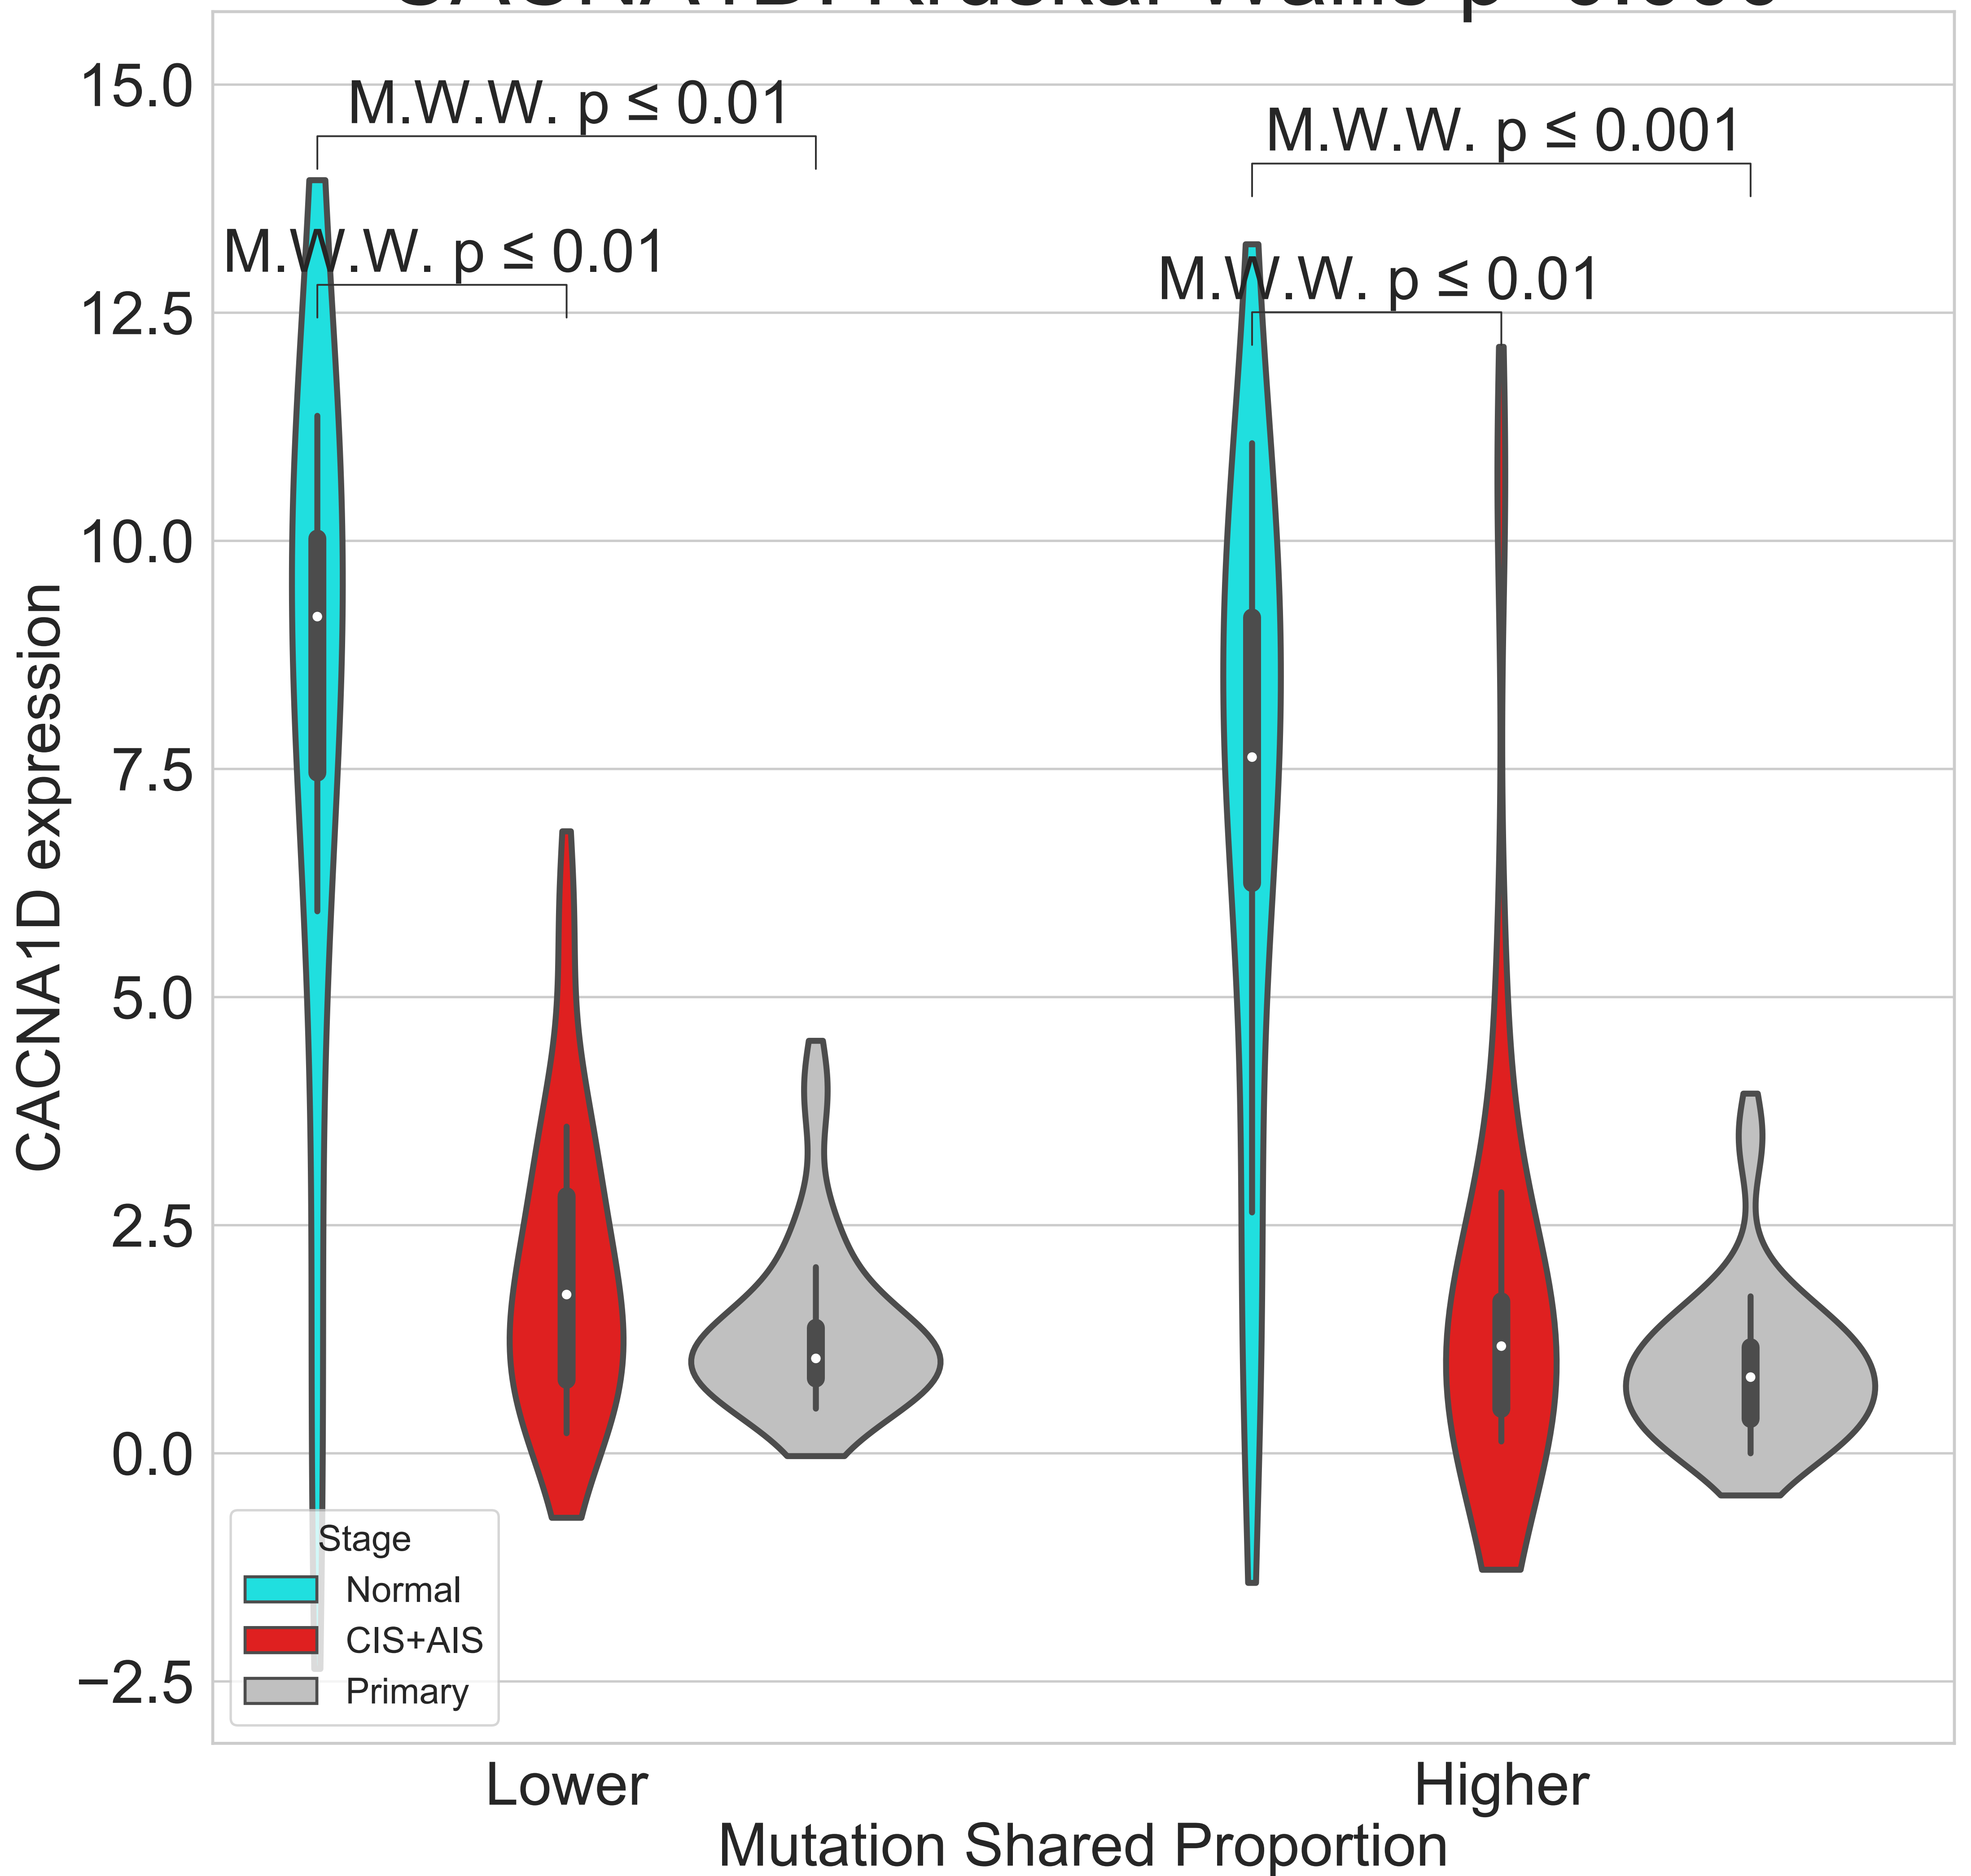 15.0
12.5
10.0
7.5
5.0
2.5
0.0
−2.5
CACNA1D expression
M.W.W. p ≤ 0.01
M.W.W. p ≤ 0.01
M.W.W. p ≤ 0.001
M.W.W. p ≤ 0.01
Stage
Normal
CIS+AIS
Primary
Lower
Higher
Mutation Shared Proportion